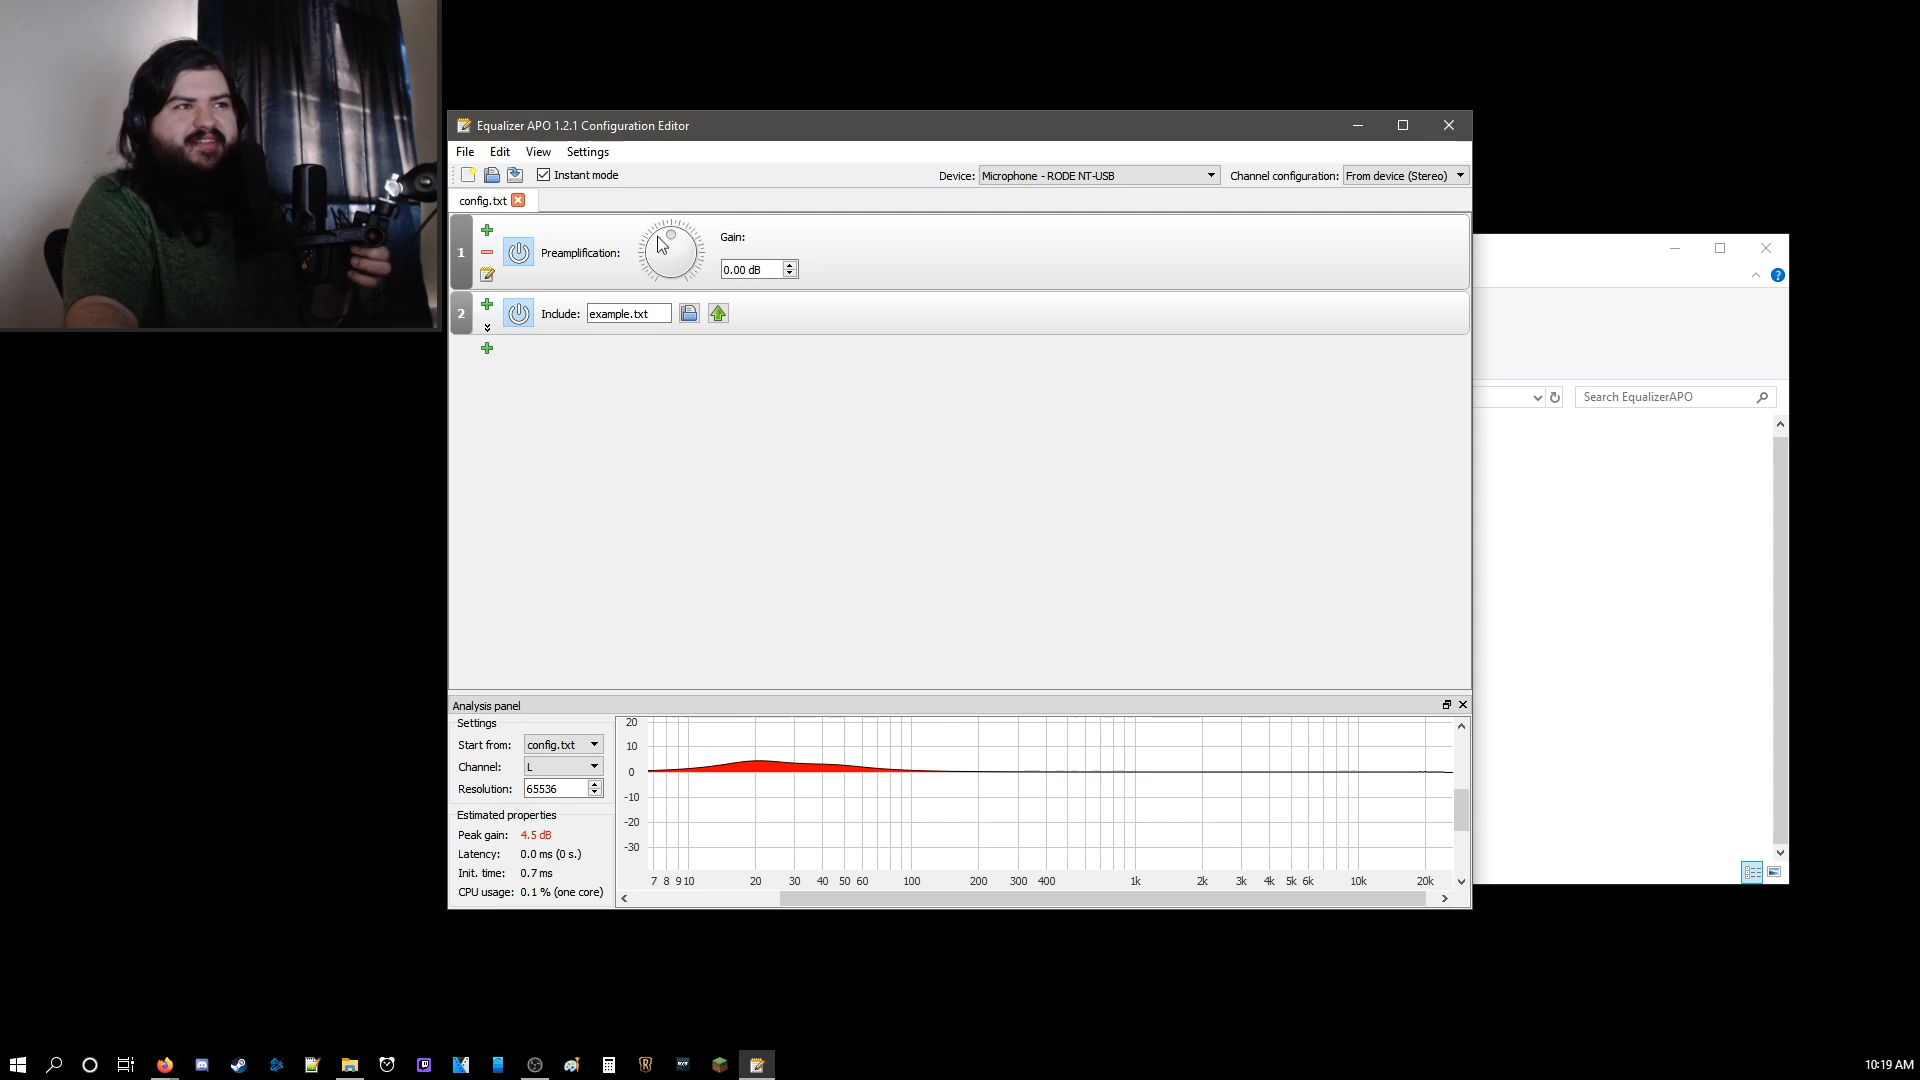 Equalizer APO 1.2.1 Configuration Editor
File Edit View Settings
Instant mode Device: Microphone - RODE NT-USB Channel configuration: From device (Stereo)
config.txt
1 Preamplification: Gain:
0.00 dB
2 Include: example.txt
Search EqualizerAPO
Analysis panel
Settings
Start from: config.txt
Channel: L
Resolution: 65536
Estimated properties
Peak gain: 4.5 dB
Latency: 0.0 ms (0 s.)
Init. time: 0.7 ms
CPU usage: 0.1 % (one core)
20
10
0
-10
-20
-30
7 8 9 10 20 30 40 50 60 100 200 300 400 1k 2k 3k 4k 5k 6k 10k 20k
10:19 AM